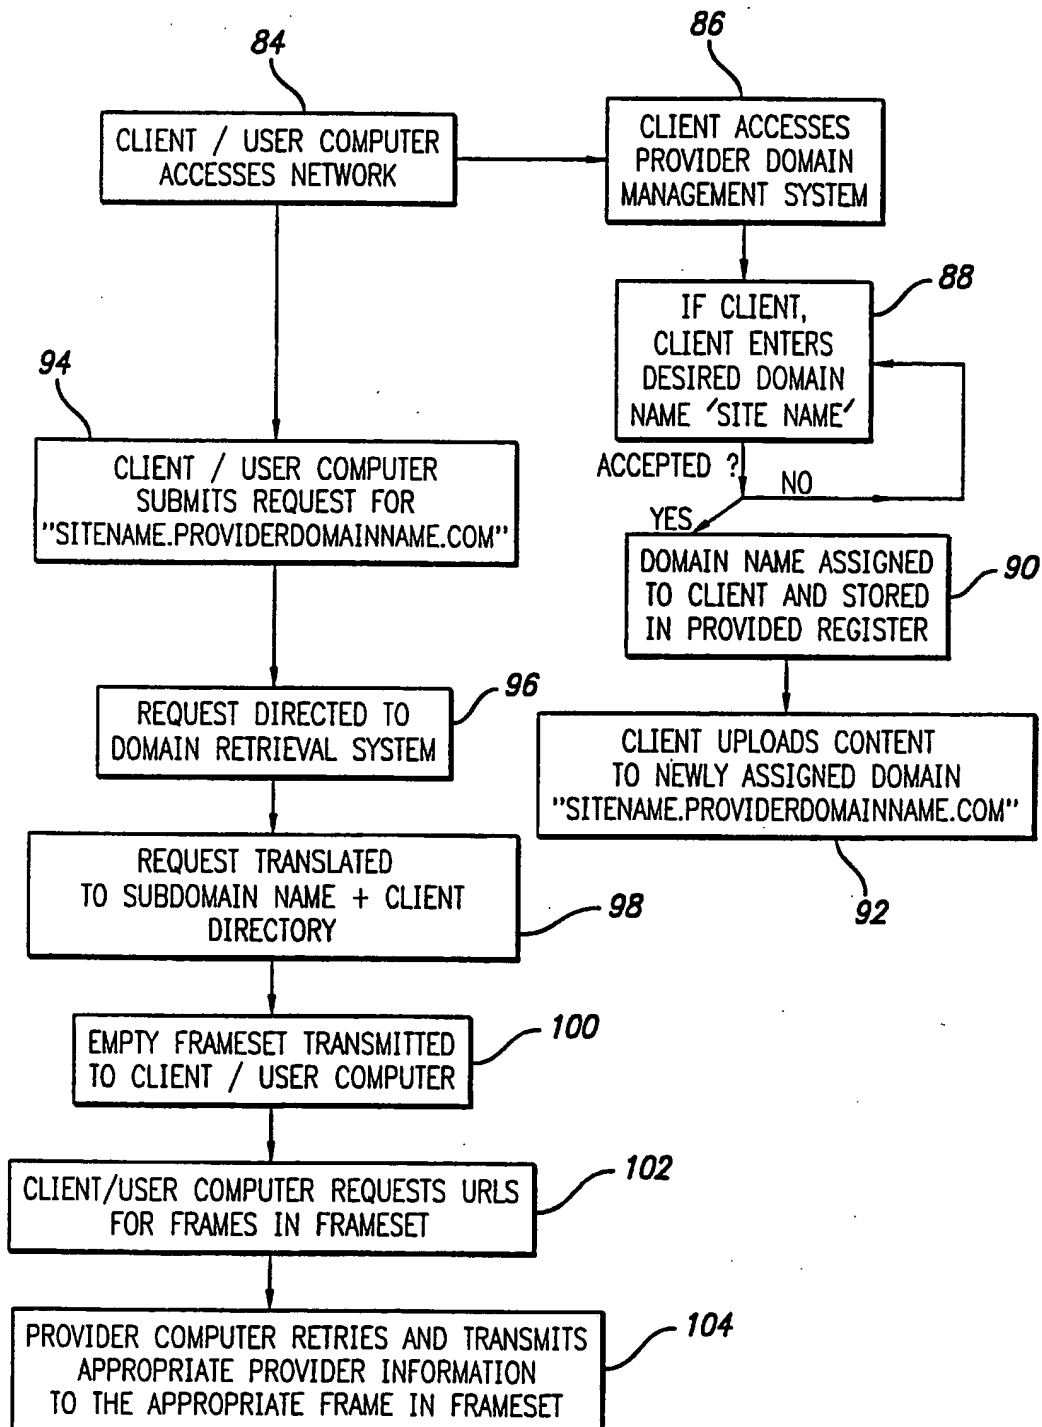 84
CLIENT / USER COMPUTER
ACCESSES NETWORK
86
CLIENT ACCESSES
PROVIDER DOMAIN
MANAGEMENT SYSTEM
88
IF CLIENT,
CLIENT ENTERS
DESIRED DOMAIN
NAME 'SITE NAME'
ACCEPTED ?
NO
YES
DOMAIN NAME ASSIGNED
TO CLIENT AND STORED
IN PROVIDED REGISTER
90
CLIENT UPLOADS CONTENT
TO NEWLY ASSIGNED DOMAIN
"SITENAME.PROVIDERDOMAINNAME.COM"
92
94
CLIENT / USER COMPUTER
SUBMITS REQUEST FOR
"SITENAME.PROVIDERDOMAINNAME.COM"
96
REQUEST DIRECTED TO
DOMAIN RETRIEVAL SYSTEM
REQUEST TRANSLATED
TO SUBDOMAIN NAME + CLIENT
DIRECTORY
98
EMPTY FRAMESET TRANSMITTED
TO CLIENT / USER COMPUTER
100
CLIENT/USER COMPUTER REQUESTS URLS
FOR FRAMES IN FRAMESET
102
PROVIDER COMPUTER RETRIES AND TRANSMITS
APPROPRIATE PROVIDER INFORMATION
TO THE APPROPRIATE FRAME IN FRAMESET
104